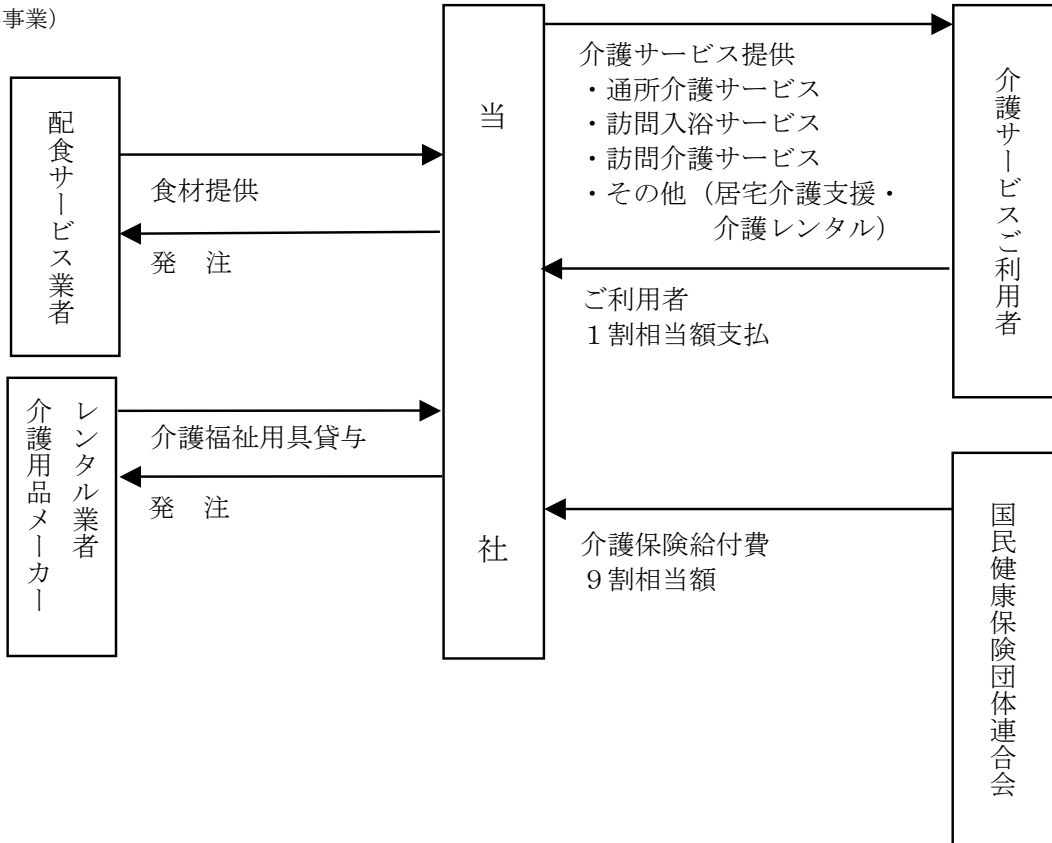 事業）
配食サービス業者
食材提供
発　注
レンタル業者
介護用品メーカー
介護福祉用具貸与
発　注
当社
介護サービス提供
・通所介護サービス
・訪問入浴サービス
・訪問介護サービス
・その他（居宅介護支援・
介護レンタル）
ご利用者
１割相当額支払
介護サービスご利用者
介護保険給付費
９割相当額
国民健康保険団体連合会